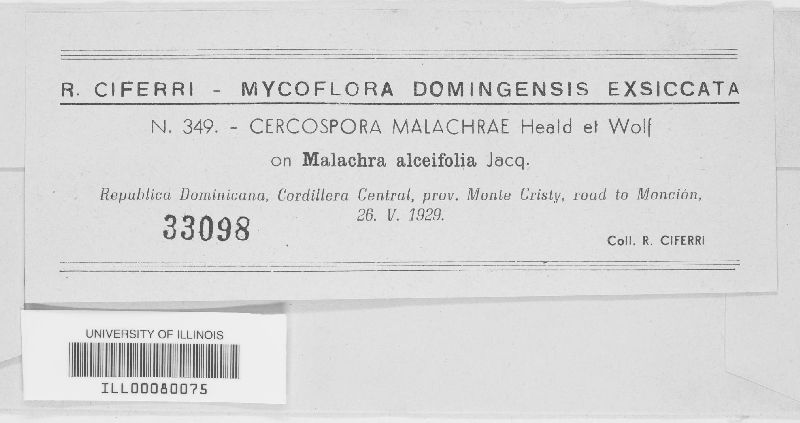 R. CIFERRI - MYCOFLORA DOMINGENSIS EXSICCATA
N. 349. - CERCOSPORA MALACHRAE Heald et Wolf
on Malachra alceifolia Jacq.
Republica Dominicana, Cordillera Central, prov. Monte Cristy, road to Monción,
26. V. 1929.
33098
Coll. R. CIFERRI
UNIVERSITY OF ILLINOIS
ILL00080075